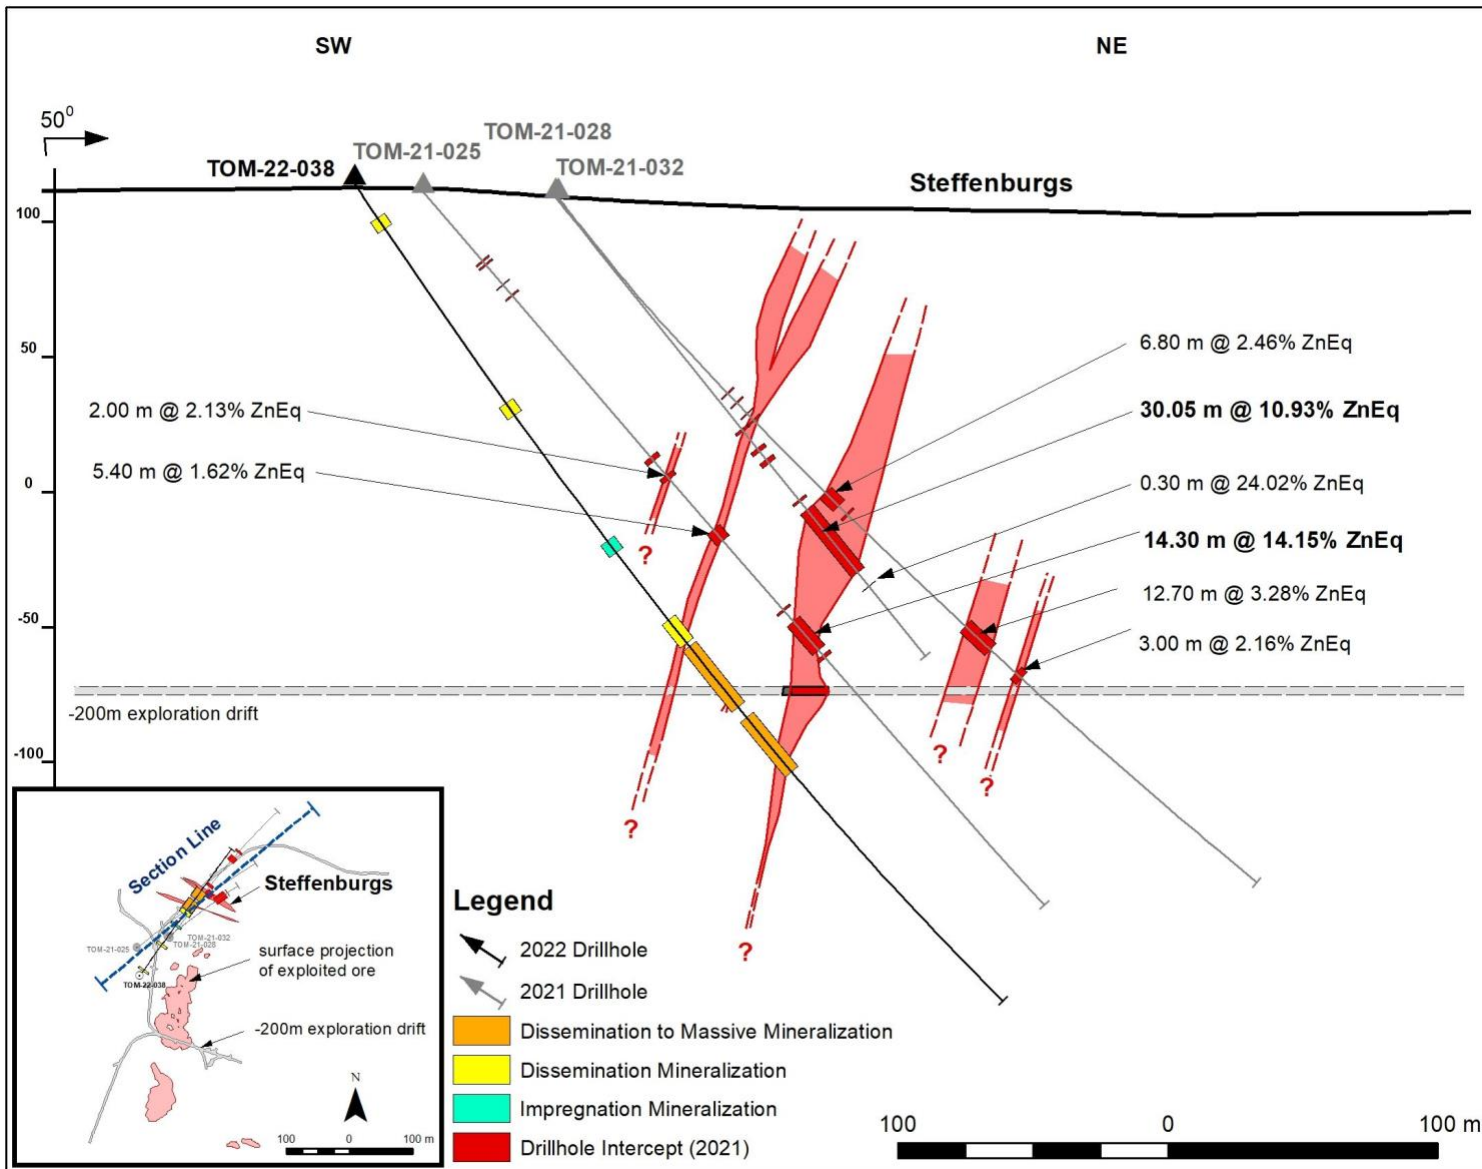 SW
NE
50⁰
TOM-21-028
TOM-22-038
TOM-21-025
TOM-21-032
Steffenburgs
100
50
0
-50
-100
2.00 m @ 2.13% ZnEq
5.40 m @ 1.62% ZnEq
6.80 m @ 2.46% ZnEq
30.05 m @ 10.93% ZnEq
0.30 m @ 24.02% ZnEq
14.30 m @ 14.15% ZnEq
12.70 m @ 3.28% ZnEq
3.00 m @ 2.16% ZnEq
?
?
?
?
?
-200m exploration drift
Section Line
Steffenburgs
TOM-21-025
TOM-21-032
TOM-21-028
TOM-22-038
surface projection
of exploited ore
-200m exploration drift
N
100 0 100 m
Legend
2022 Drillhole
2021 Drillhole
Dissemination to Massive Mineralization
Dissemination Mineralization
Impregnation Mineralization
Drillhole Intercept (2021)
100 0 100 m